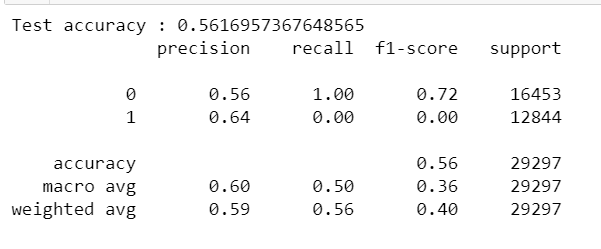 Test accuracy : 0.5616957367648565
precision recall f1-score support
0 0.56 1.00 0.72 16453
1 0.64 0.00 0.00 12844
accuracy 0.56 29297
macro avg 0.60 0.50 0.36 29297
weighted avg 0.59 0.56 0.40 29297